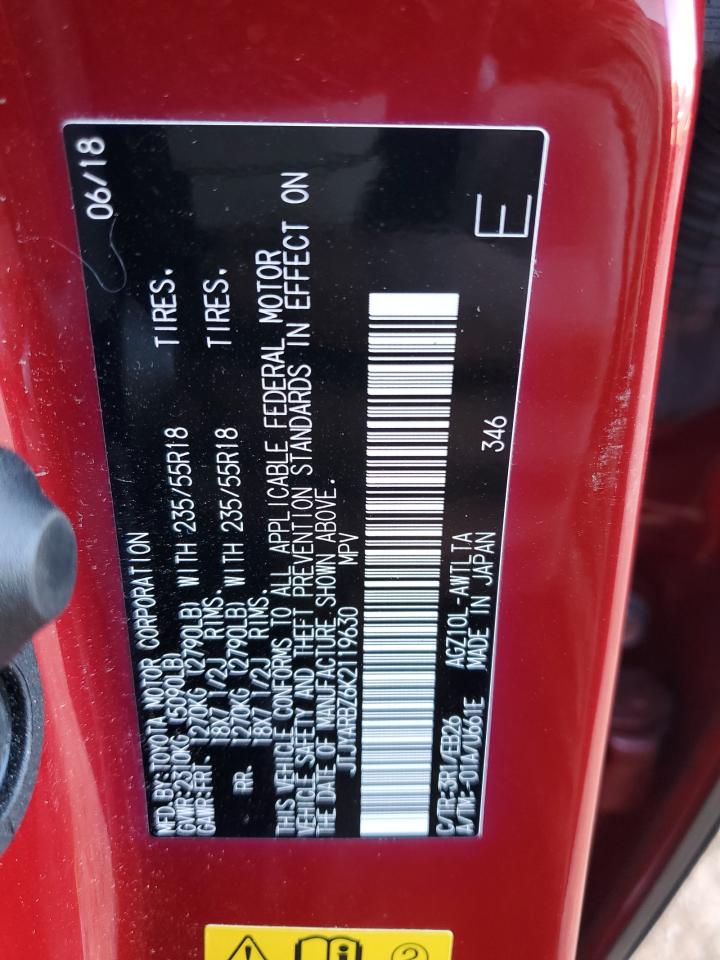 MFD.BY:TOYOTA MOTOR CORPORATION 06/18
GVWR:2310KG (5090LB)
GAWR:FRT. 1270KG (2790LB) WITH 235/55R18 TIRES.
18X7 1/2J RIMS.
RR. 1270KG (2790LB) WITH 235/55R18 TIRES.
18X7 1/2J RIMS.
THIS VEHICLE CONFORMS TO ALL APPLICABLE FEDERAL MOTOR
VEHICLE SAFETY AND THEFT PREVENTION STANDARDS IN EFFECT ON
THE DATE OF MANUFACTURE SHOWN ABOVE.
JTJYARBZ6K2119630 MPV
C/TR:3R1/EB26 AGZ10L-AWTLTA
A/TM:-01A/U661E MADE IN JAPAN 346 E